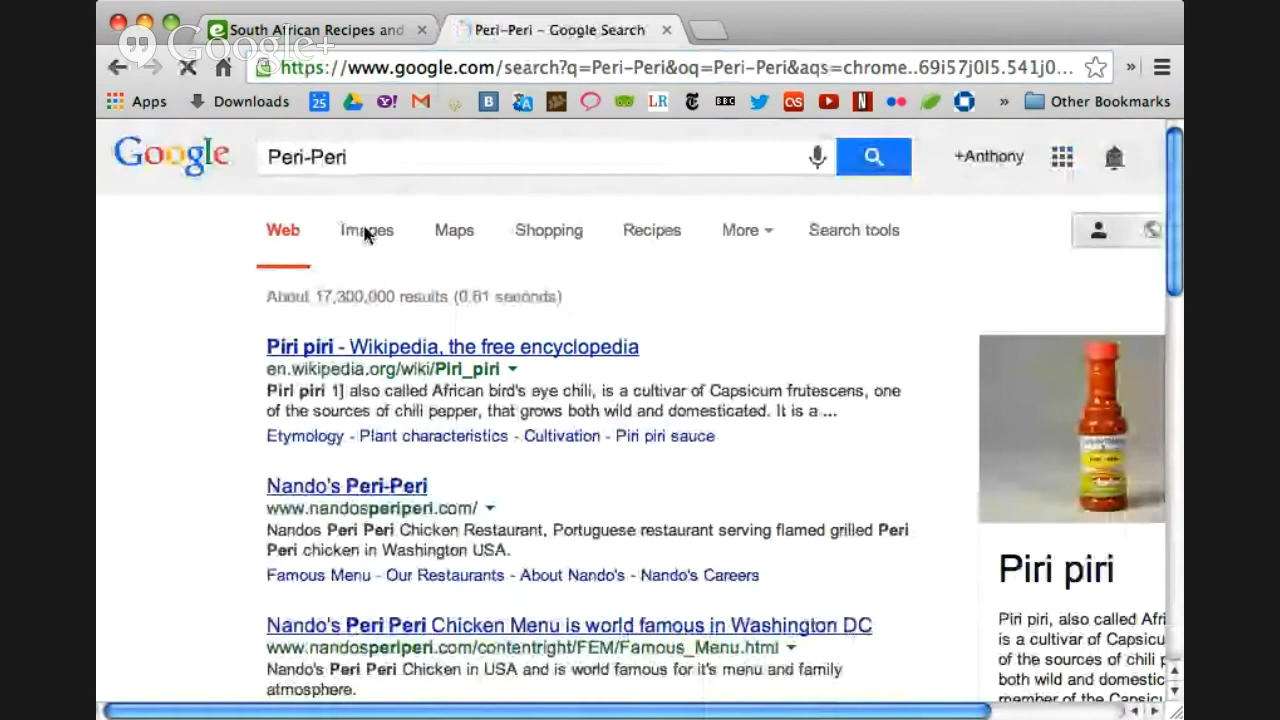 South African Recipes and
Peri-Peri - Google Search
Google+
https://www.google.com/search?q=Peri-Peri&oq=Peri-Peri&aqs=chrome..69i57j0l5.541j0...
Apps
Downloads
25
Y!
B
LR
BBC
N
»
Other Bookmarks
Google
Peri-Peri
+Anthony
Web
Images
Maps
Shopping
Recipes
More
Search tools
About 17,300,000 results (0.61 seconds)
Piri piri - Wikipedia, the free encyclopedia
en.wikipedia.org/wiki/Piri_piri
Piri piri 1] also called African bird's eye chili, is a cultivar of Capsicum frutescens, one
of the sources of chili pepper, that grows both wild and domesticated. It is a ...
Etymology - Plant characteristics - Cultivation - Piri piri sauce
Nando's Peri-Peri
www.nandosperiperi.com/
Nandos Peri Peri Chicken Restaurant, Portuguese restaurant serving flamed grilled Peri
Peri chicken in Washington USA.
Famous Menu - Our Restaurants - About Nando's - Nando's Careers
Nando's Peri Peri Chicken Menu is world famous in Washington DC
www.nandosperiperi.com/contentright/FEM/Famous_Menu.html
Nando's Peri Peri Chicken in USA and is world famous for it's menu and family
atmosphere.
Piri piri
Piri piri, also called Afri
is a cultivar of Capsicu
of the sources of chili p
both wild and domestic
member of the Capsicu